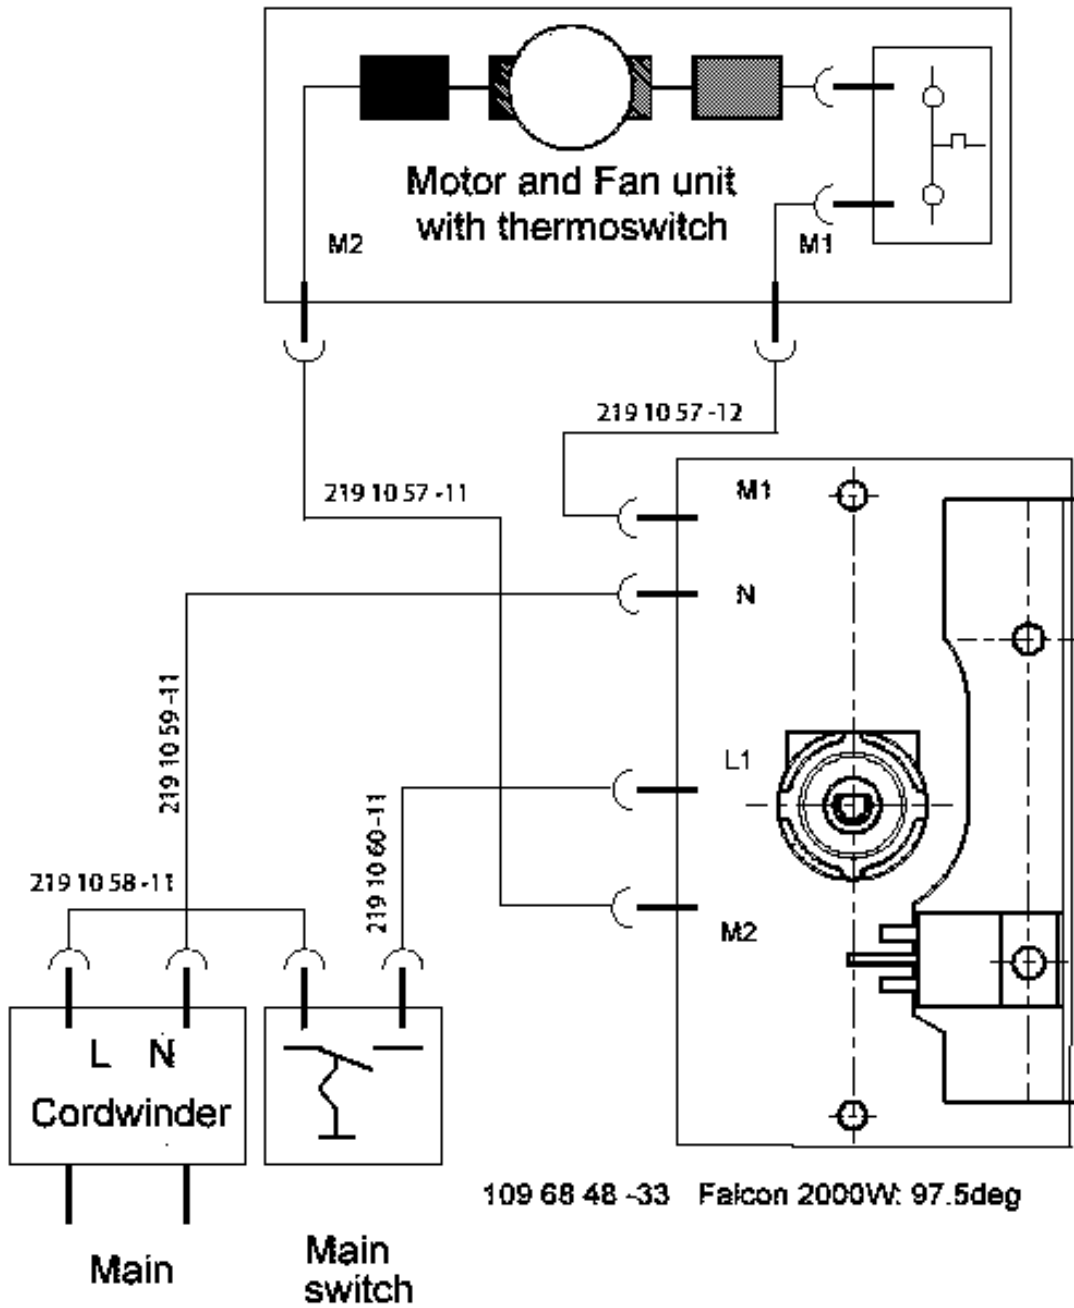 Motor and Fan unit
with thermoswitch
M2
M1
219 10 57 -12
219 10 57 -11
M1
N
219 10 59 -11
L1
219 10 60 -11
219 10 58 -11
M2
L N
Cordwinder
109 68 48 -33 Falcon 2000W: 97.5deg
Main
Main
switch